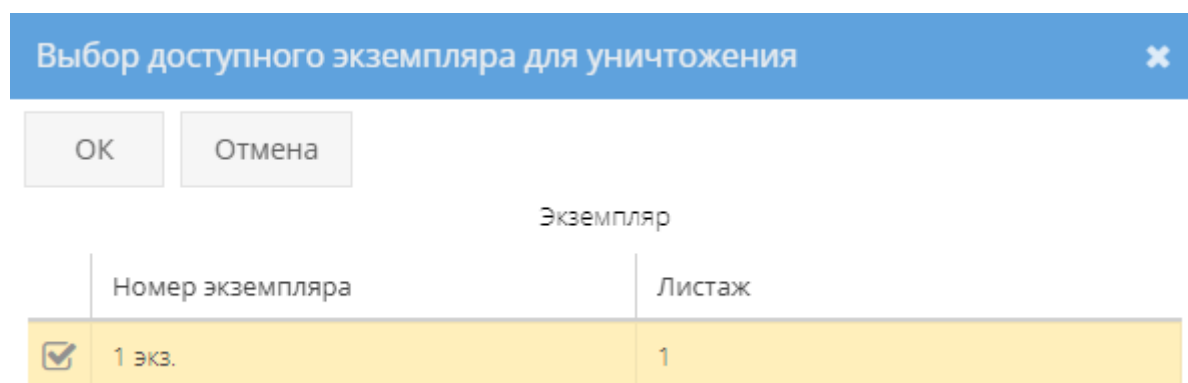 Выбор доступного экземпляра для уничтожения
ОК Отмена
Экземпляр
Номер экземпляра Листаж
1 экз. 1